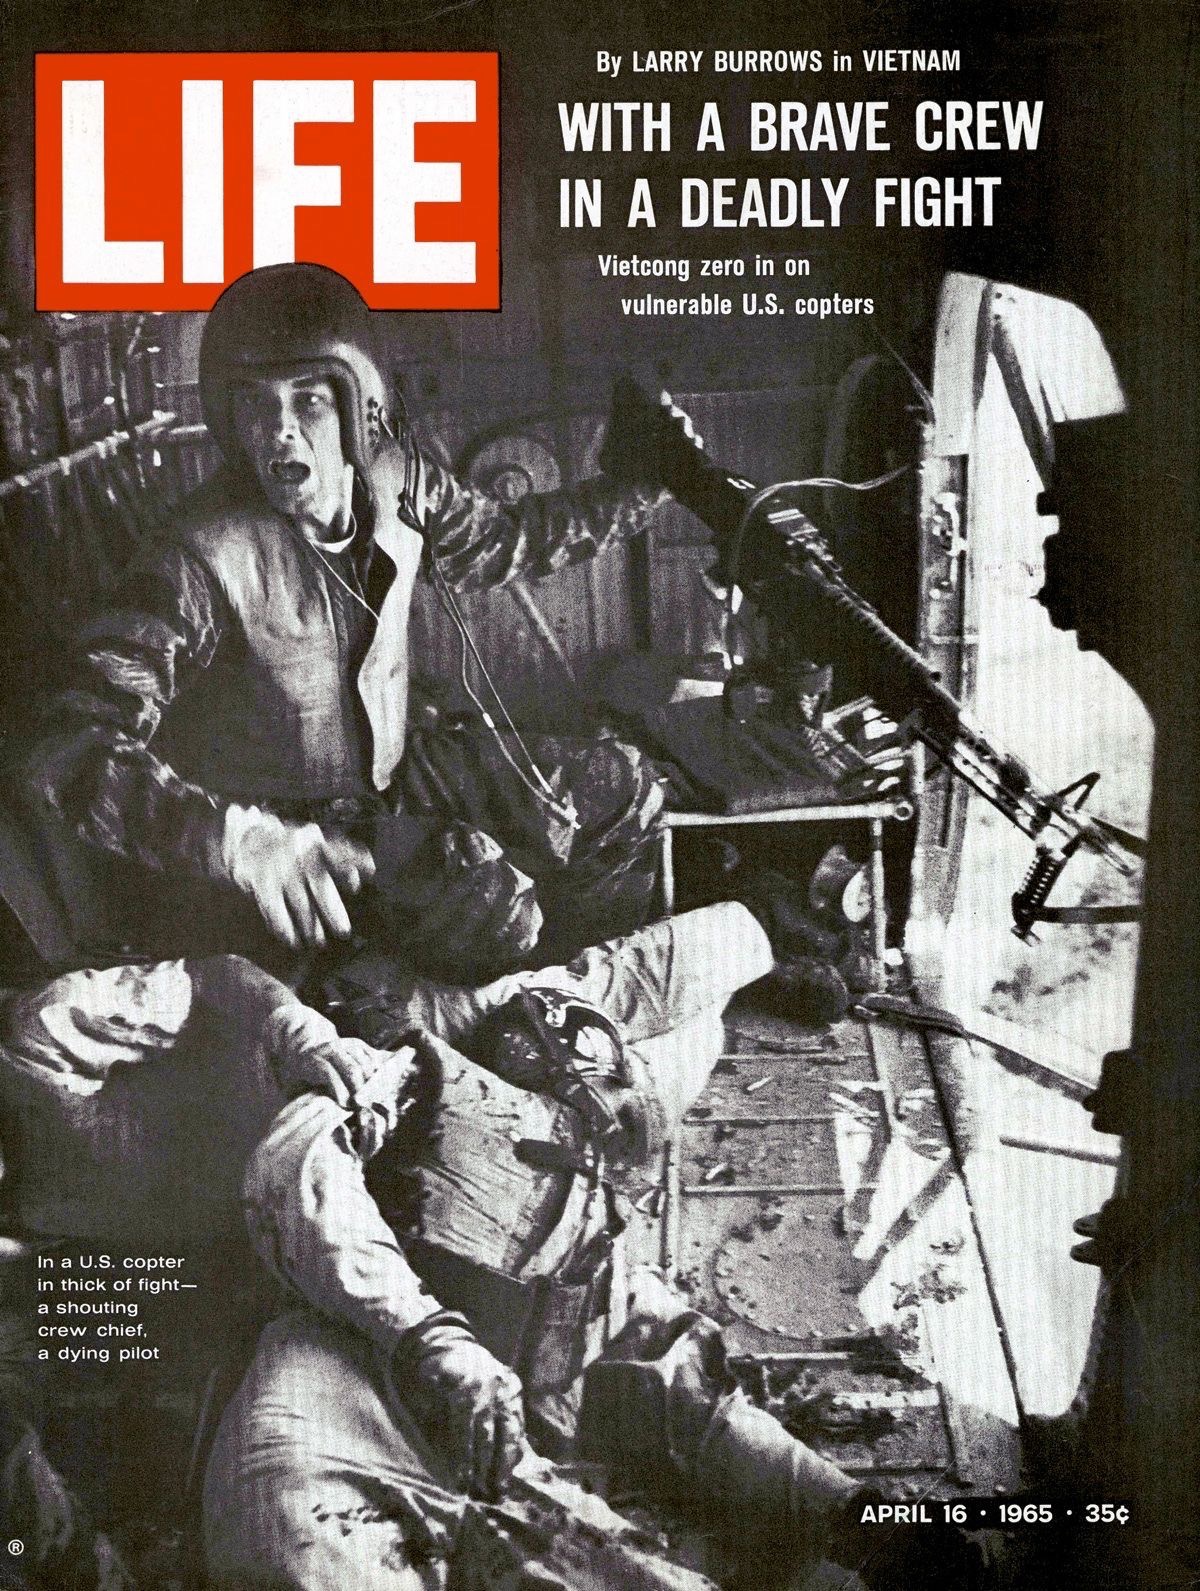 LIFE
By LARRY BURROWS in VIETNAM
WITH A BRAVE CREW
IN A DEADLY FIGHT
Vietcong zero in on
vulnerable U.S. copters
In a U.S. copter
in thick of fight—
a shouting
crew chief,
a dying pilot
APRIL 16 · 1965 · 35¢
®